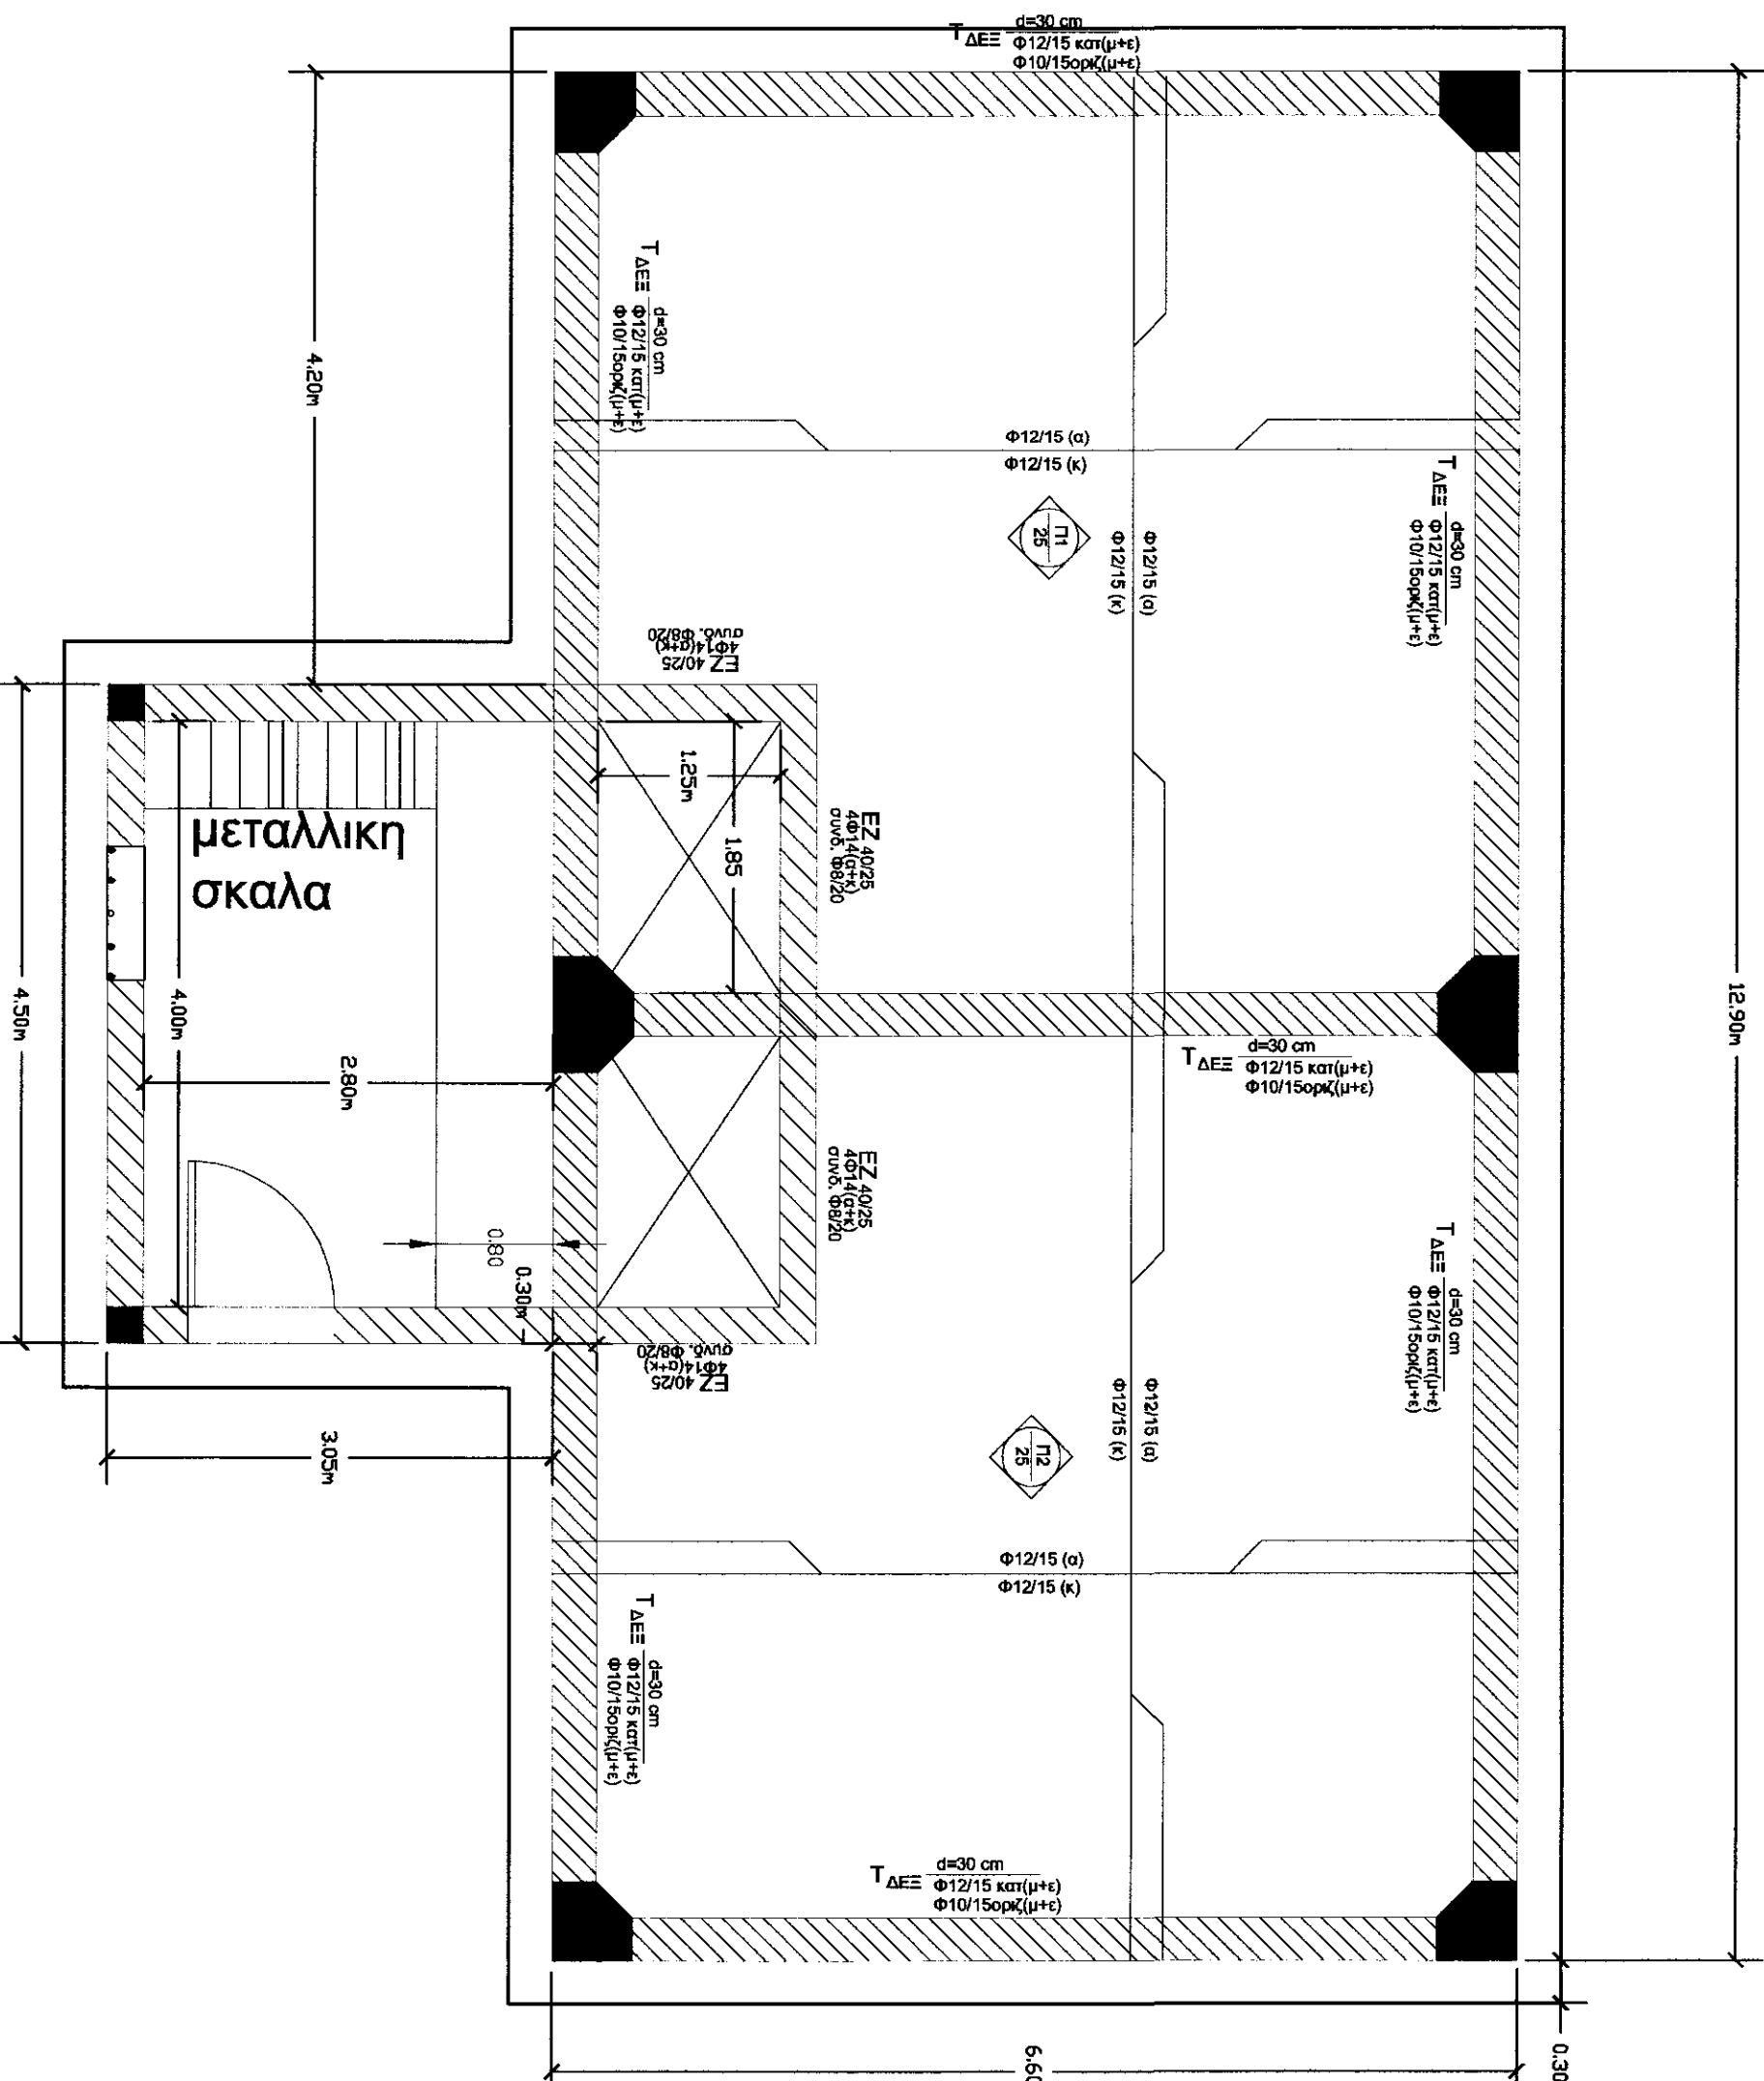 d=30 cm
Τ ΔΕΞ Φ12/15 κατ(μ+ε)
Φ10/15οριζ(μ+ε)
12.90m
4.20m
Τ ΔΕΞ d=30 cm
Φ12/15 κατ(μ+ε)
Φ10/15οριζ(μ+ε)
Φ12/15 (α)
Φ12/15 (κ)
Τ ΔΕΞ d=30 cm
Φ12/15 κατ(μ+ε)
Φ10/15οριζ(μ+ε)
Π1
25
Φ12/15 (α)
Φ12/15 (κ)
ΕΖ 40/25
4Φ14(α+κ)
συνδ. Φ8/20
1.25m
1.85
ΕΖ 40/25
4Φ14(α+κ)
συνδ. Φ8/20
μεταλλικη
σκαλα
4.50m
4.00m
2.80m
d=30 cm
Τ ΔΕΞ Φ12/15 κατ(μ+ε)
Φ10/15οριζ(μ+ε)
ΕΖ 40/25
4Φ14(α+κ)
συνδ. Φ8/20
0.80
0.30m
Τ ΔΕΞ d=30 cm
Φ12/15 κατ(μ+ε)
Φ10/15οριζ(μ+ε)
ΕΖ 40/25
4Φ14(α+κ)
συνδ. Φ8/20
Φ12/15 (α)
Φ12/15 (κ)
Π2
25
3.05m
Φ12/15 (α)
Φ12/15 (κ)
Τ ΔΕΞ d=30 cm
Φ12/15 κατ(μ+ε)
Φ10/15οριζ(μ+ε)
d=30 cm
Τ ΔΕΞ Φ12/15 κατ(μ+ε)
Φ10/15οριζ(μ+ε)
6.60
0.30